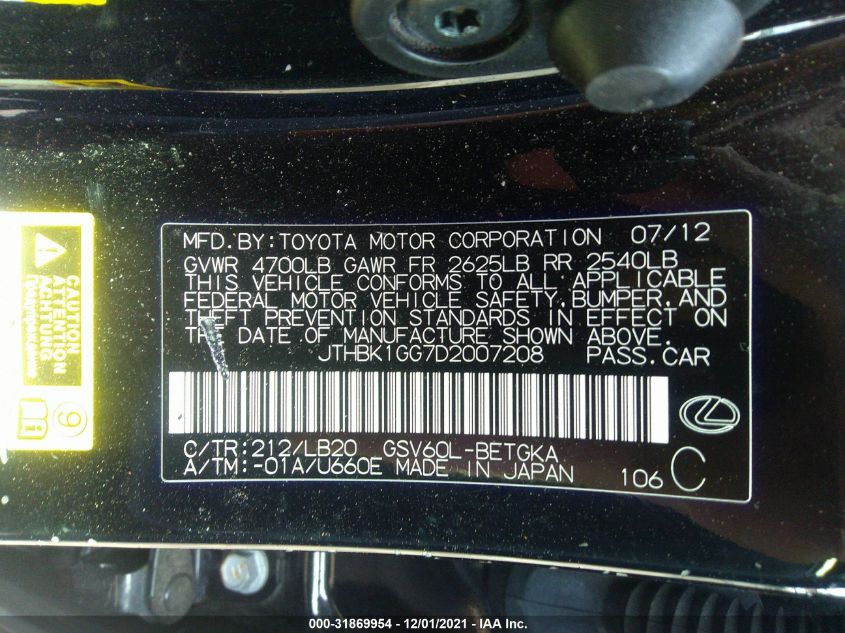 MFD.BY:TOYOTA MOTOR CORPORATION 07/12
GVWR 4700LB GAWR FR 2625LB RR 2540LB
THIS VEHICLE CONFORMS TO ALL APPLICABLE
FEDERAL MOTOR VEHICLE SAFETY,BUMPER,AND
THEFT PREVENTION STANDARDS IN EFFECT ON
THE DATE OF MANUFACTURE SHOWN ABOVE.
JTHBK1GG7D2007208 PASS.CAR
C/TR:212/LB20 GSV60L-BETGKA
A/TM:-01A/U660E MADE IN JAPAN
106 C
CAUTION
ATTENTION
ACHTUNG
9
i
000-31869954 - 12/01/2021 - IAA Inc.